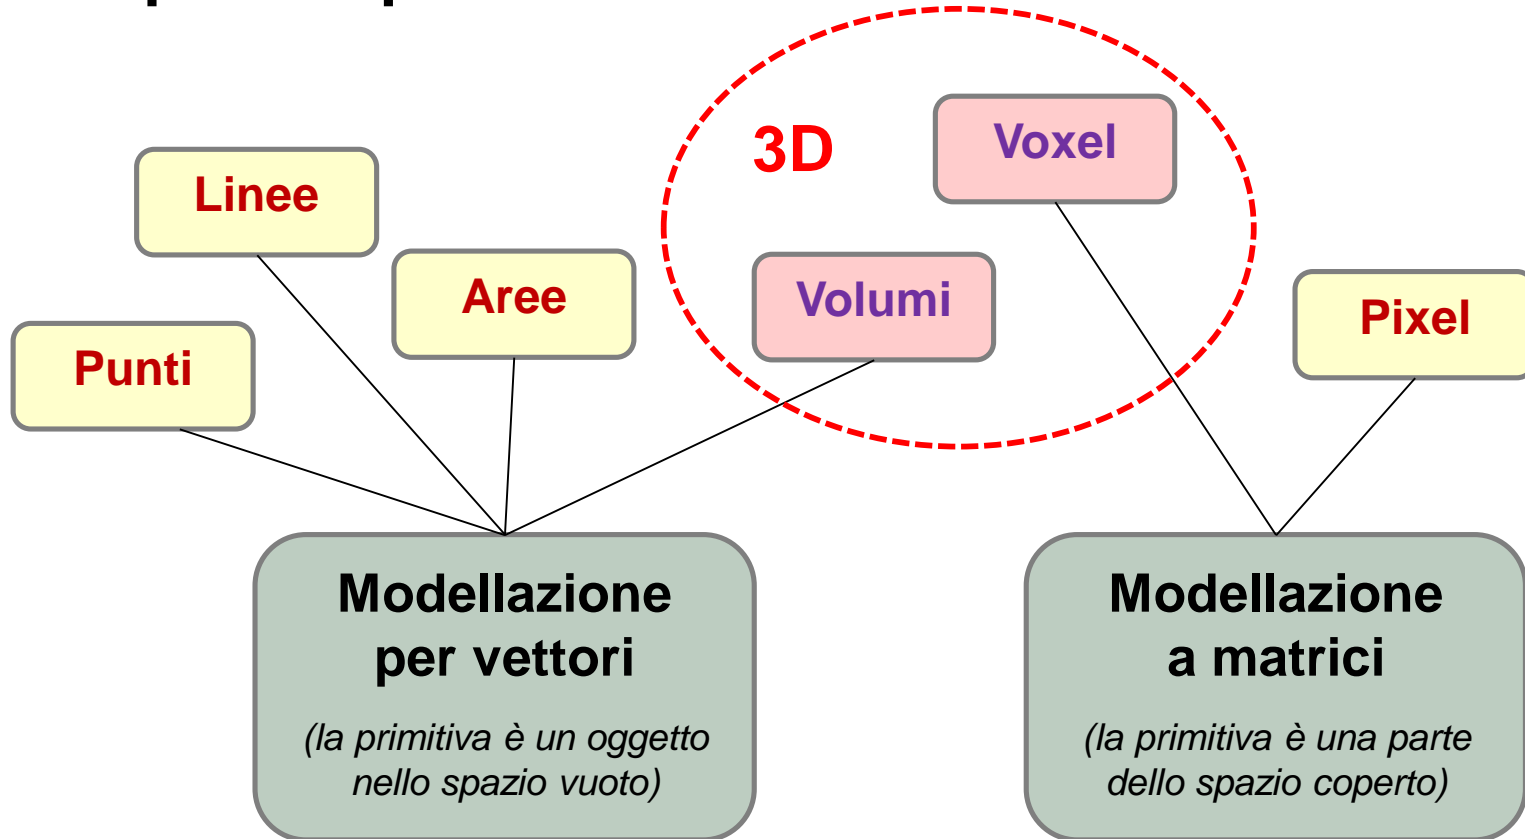 3D
Voxel
Linee
Aree
Volumi
Pixel
Punti
Modellazione
per vettori
(la primitiva è un oggetto
nello spazio vuoto)
Modellazione
a matrici
(la primitiva è una parte
dello spazio coperto)